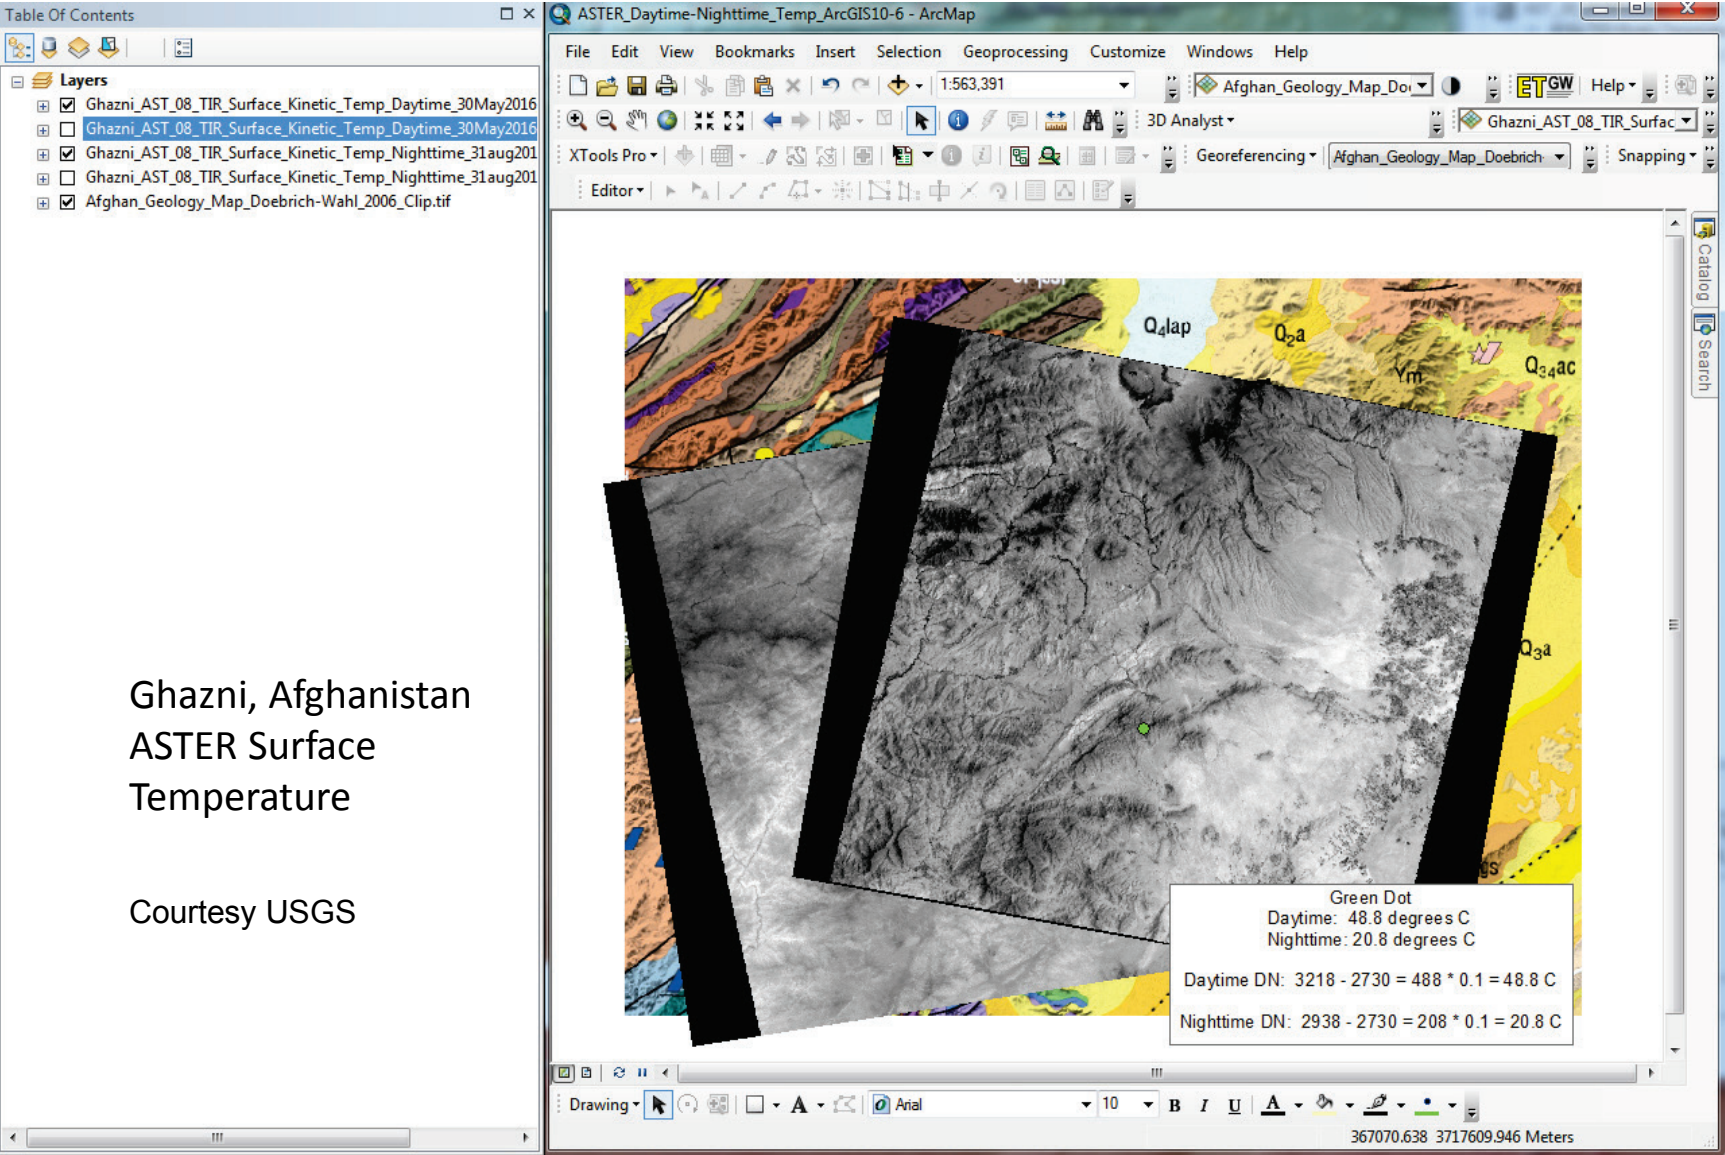 Table Of Contents
Layers
Ghazni_AST_08_TIR_Surface_Kinetic_Temp_Daytime_30May2016
Ghazni_AST_08_TIR_Surface_Kinetic_Temp_Daytime_30May2016
Ghazni_AST_08_TIR_Surface_Kinetic_Temp_Nighttime_31aug201
Ghazni_AST_08_TIR_Surface_Kinetic_Temp_Nighttime_31aug201
Afghan_Geology_Map_Doebrich-Wahl_2006_Clip.tif
Ghazni, Afghanistan
ASTER Surface
Temperature
Courtesy USGS
ASTER_Daytime-Nighttime_Temp_ArcGIS10-6 - ArcMap
File Edit View Bookmarks Insert Selection Geoprocessing Customize Windows Help
1:563,391 Afghan_Geology_Map_Do ET GW Help
3D Analyst Ghazni_AST_08_TIR_Surfac
XTools Pro Georeferencing Afghan_Geology_Map_Doebrich- Snapping
Editor
Catalog
Search
Q4lap
Q2a
Ym
Q34ac
Q3a
gs
Green Dot
Daytime: 48.8 degrees C
Nighttime: 20.8 degrees C
Daytime DN: 3218 - 2730 = 488 * 0.1 = 48.8 C
Nighttime DN: 2938 - 2730 = 208 * 0.1 = 20.8 C
Drawing A Arial 10 B I U A
367070.638 3717609.946 Meters